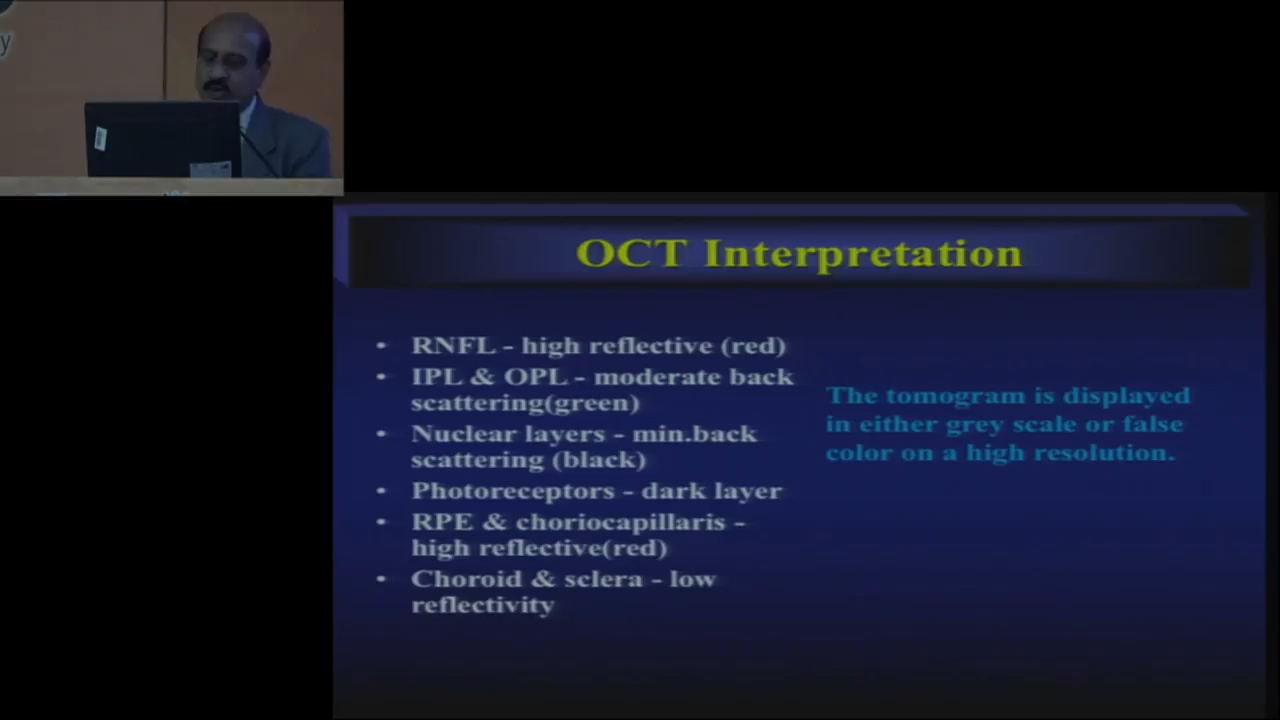 OCT Interpretation
• RNFL - high reflective (red)
• IPL & OPL - moderate back
scattering(green)
• Nuclear layers - min.back
scattering (black)
• Photoreceptors - dark layer
• RPE & choriocapillaris -
high reflective(red)
• Choroid & sclera - low
reflectivity
The tomogram is displayed
in either grey scale or false
color on a high resolution.